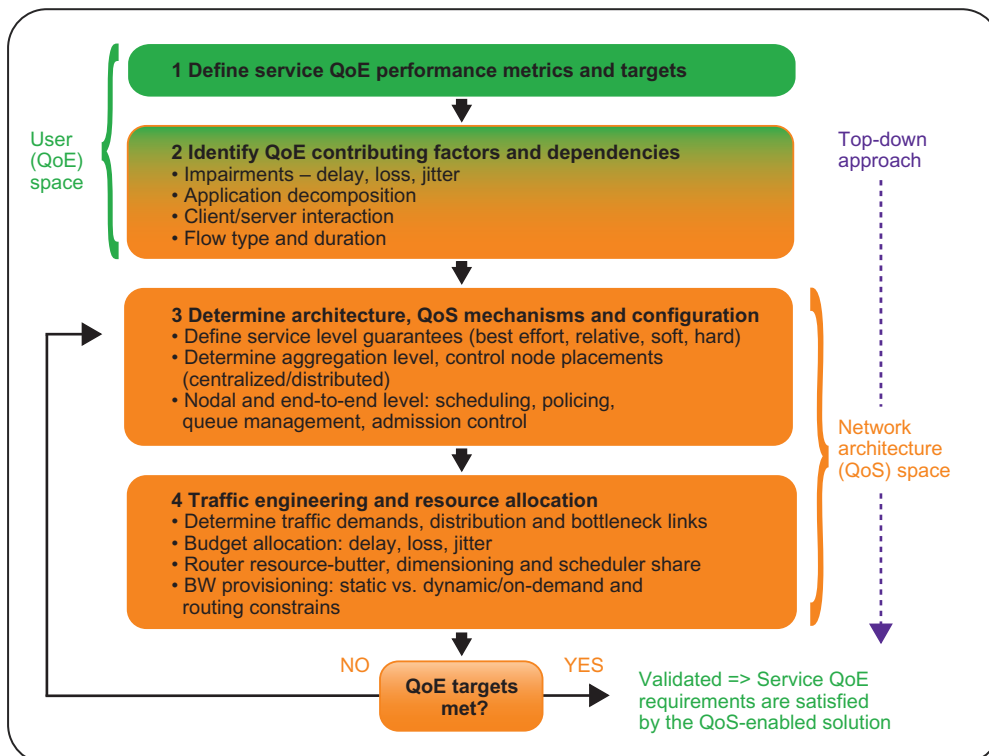 1 Define service QoE performance metrics and targets
User
(QoE)
space
2 Identify QoE contributing factors and dependencies
• Impairments – delay, loss, jitter
• Application decomposition
• Client/server interaction
• Flow type and duration
Top-down
approach
3 Determine architecture, QoS mechanisms and configuration
• Define service level guarantees (best effort, relative, soft, hard)
• Determine aggregation level, control node placements
(centralized/distributed)
• Nodal and end-to-end level: scheduling, policing,
queue management, admission control
Network
architecture
(QoS) space
4 Traffic engineering and resource allocation
• Determine traffic demands, distribution and bottleneck links
• Budget allocation: delay, loss, jitter
• Router resource-butter, dimensioning and scheduler share
• BW provisioning: static vs. dynamic/on-demand and
routing constrains
NO
YES
QoE targets
met?
Validated => Service QoE
requirements are satisfied
by the QoS-enabled solution